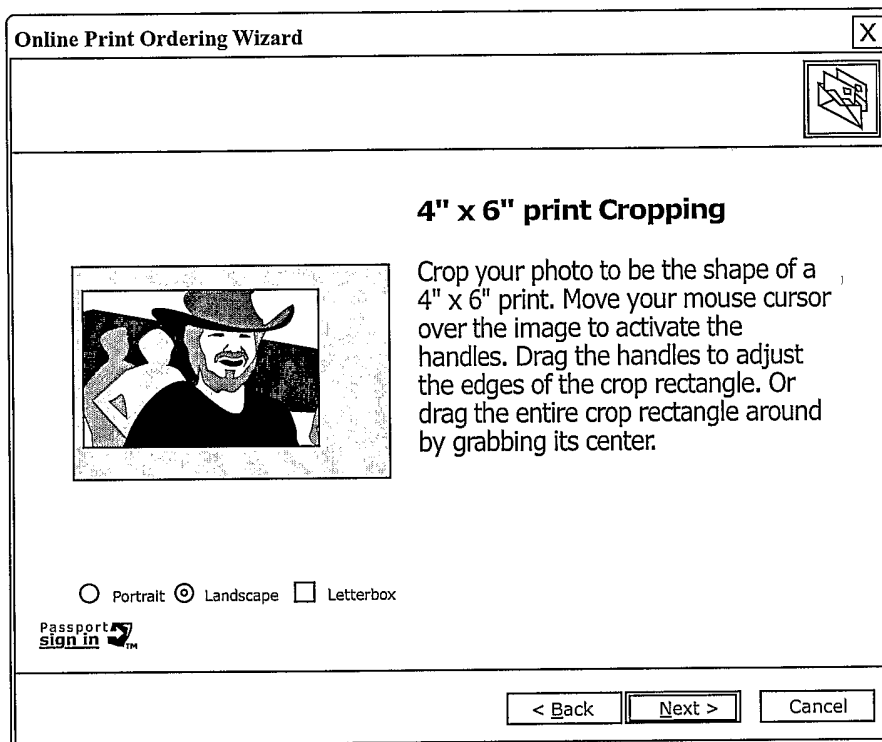 Online Print Ordering Wizard
X
4" x 6" print Cropping
Crop your photo to be the shape of a
4" x 6" print. Move your mouse cursor
over the image to activate the
handles. Drag the handles to adjust
the edges of the crop rectangle. Or
drag the entire crop rectangle around
by grabbing its center.
Portrait Landscape Letterbox
Passport
sign in TM
< Back Next > Cancel